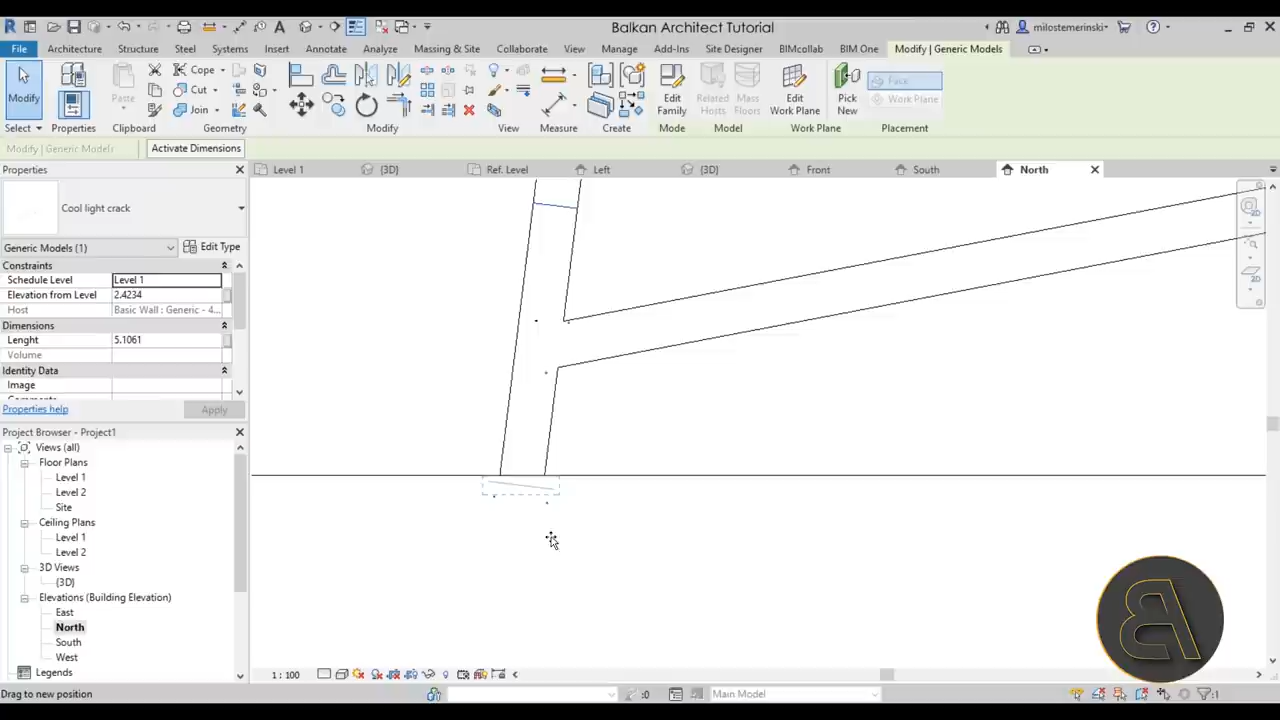 Balkan Architect Tutorial
milostemerinski
File Architecture Structure Steel Systems Insert Annotate Analyze Massing & Site Collaborate View Manage Add-Ins Site Designer BIMcollab BIM One Modify | Generic Models
Modify Paste Cope Cut Join Edit Family Related Hosts Mass Floors Edit Work Plane Pick New Face Work Plane
Select Properties Clipboard Geometry Modify View Measure Create Mode Model Work Plane Placement
Modify | Generic Models Activate Dimensions
Properties
Level 1 {3D} Ref. Level Left {3D} Front South North
Cool light crack
Generic Models (1) Edit Type
Constraints
Schedule Level Level 1
Elevation from Level 2.4234
Host Basic Wall : Generic - 4...
Dimensions
Lenght 5.1061
Volume
Identity Data
Image
Properties help Apply
Project Browser - Project1
Views (all)
Floor Plans
Level 1
Level 2
Site
Ceiling Plans
Level 1
Level 2
3D Views
{3D}
Elevations (Building Elevation)
East
North
South
West
Legends
1 : 100
Drag to new position :0 Main Model :1